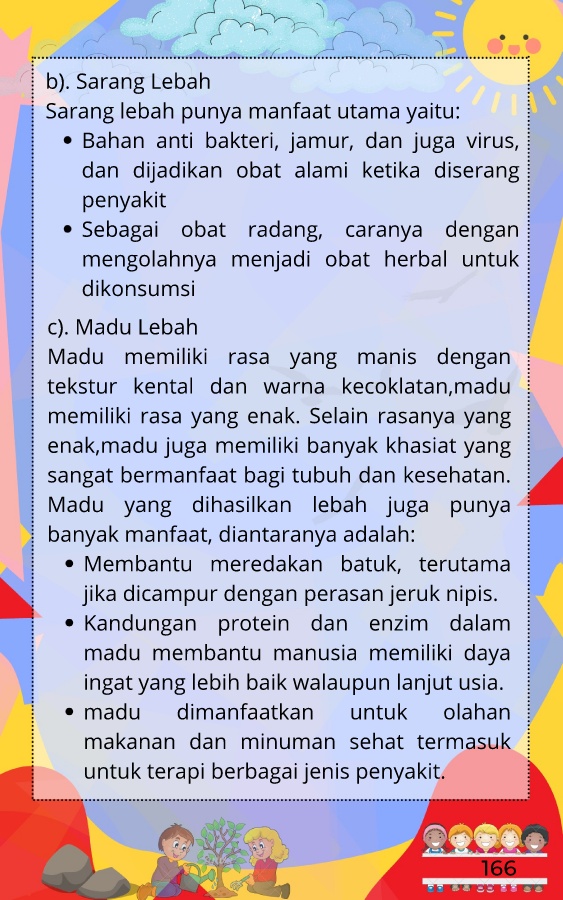 b). Sarang Lebah
Sarang lebah punya manfaat utama yaitu:
• Bahan anti bakteri, jamur, dan juga virus,
dan dijadikan obat alami ketika diserang
penyakit
• Sebagai obat radang, caranya dengan
mengolahnya menjadi obat herbal untuk
dikonsumsi
c). Madu Lebah
Madu memiliki rasa yang manis dengan
tekstur kental dan warna kecoklatan,madu
memiliki rasa yang enak. Selain rasanya yang
enak,madu juga memiliki banyak khasiat yang
sangat bermanfaat bagi tubuh dan kesehatan.
Madu yang dihasilkan lebah juga punya
banyak manfaat, diantaranya adalah:
• Membantu meredakan batuk, terutama
jika dicampur dengan perasan jeruk nipis.
• Kandungan protein dan enzim dalam
madu membantu manusia memiliki daya
ingat yang lebih baik walaupun lanjut usia.
• madu dimanfaatkan untuk olahan
makanan dan minuman sehat termasuk
untuk terapi berbagai jenis penyakit.
166